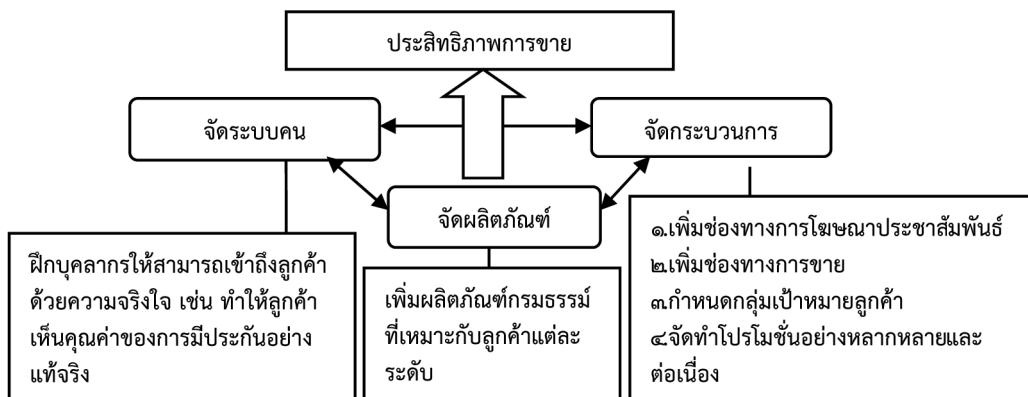 ประสิทธิภาพการขาย
จัดระบบคน
จัดกระบวนการ
จัดผลิตภัณฑ์
ฝึกบุคลากรให้สามารถเข้าถึงลูกค้า
ด้วยความจริงใจ เช่น ทำให้ลูกค้า
เห็นคุณค่าของการมีประกันอย่าง
แท้จริง
เพิ่มผลิตภัณฑ์กรมธรรม์
ที่เหมาะกับลูกค้าแต่ละ
ระดับ
๑.เพิ่มช่องทางการโฆษณาประชาสัมพันธ์
๒.เพิ่มช่องทางการขาย
๓.กำหนดกลุ่มเป้าหมายลูกค้า
๔.จัดทำโปรโมชั่นอย่างหลากหลายและ
ต่อเนื่อง